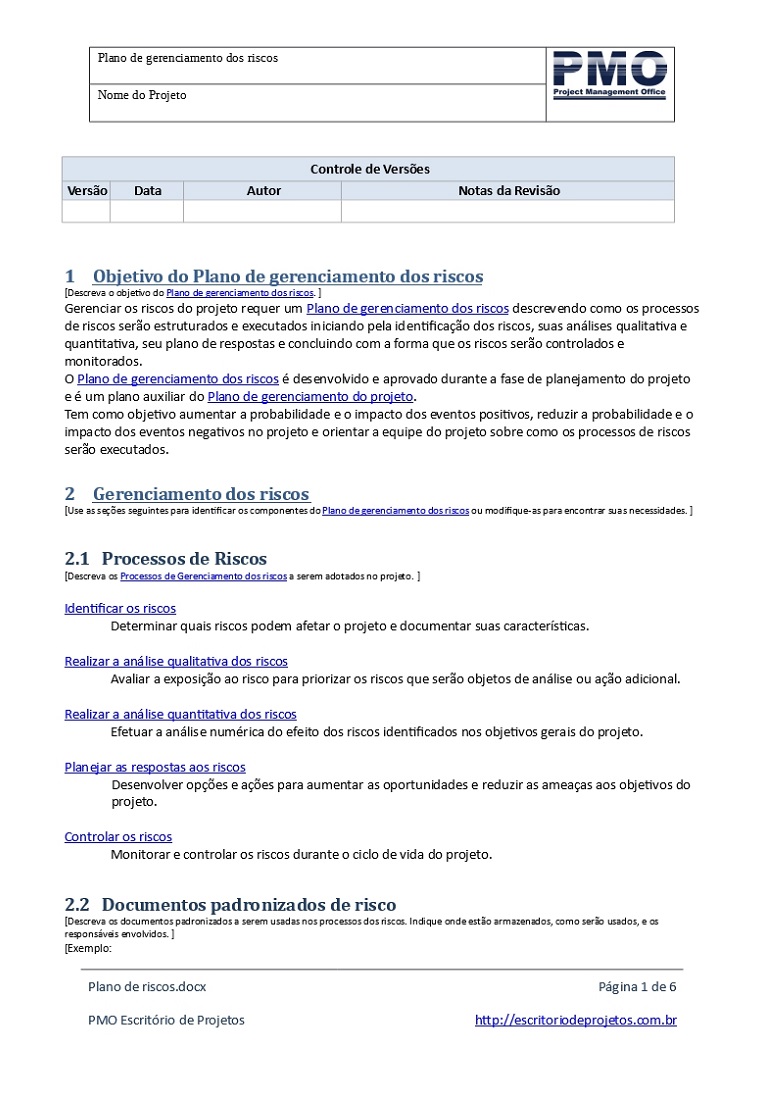 Plano de gerenciamento dos riscos
PMO
Project Management Office
Nome do Projeto
Controle de Versões
Versão Data Autor Notas da Revisão
1 Objetivo do Plano de gerenciamento dos riscos
[Descreva o objetivo do Plano de gerenciamento dos riscos. ]
Gerenciar os riscos do projeto requer um Plano de gerenciamento dos riscos descrevendo como os processos
de riscos serão estruturados e executados iniciando pela identificação dos riscos, suas análises qualitativa e
quantitativa, seu plano de respostas e concluindo com a forma que os riscos serão controlados e
monitorados.
O Plano de gerenciamento dos riscos é desenvolvido e aprovado durante a fase de planejamento do projeto
e é um plano auxiliar do Plano de gerenciamento do projeto.
Tem como objetivo aumentar a probabilidade e o impacto dos eventos positivos, reduzir a probabilidade e o
impacto dos eventos negativos no projeto e orientar a equipe do projeto sobre como os processos de riscos
serão executados.
2 Gerenciamento dos riscos
[Use as seções seguintes para identificar os componentes do Plano de gerenciamento dos riscos ou modifique-as para encontrar suas necessidades. ]
2.1 Processos de Riscos
[Descreva os Processos de Gerenciamento dos riscos a serem adotados no projeto. ]
Identificar os riscos
Determinar quais riscos podem afetar o projeto e documentar suas características.
Realizar a análise qualitativa dos riscos
Avaliar a exposição ao risco para priorizar os riscos que serão objetos de análise ou ação adicional.
Realizar a análise quantitativa dos riscos
Efetuar a análise numérica do efeito dos riscos identificados nos objetivos gerais do projeto.
Planejar as respostas aos riscos
Desenvolver opções e ações para aumentar as oportunidades e reduzir as ameaças aos objetivos do
projeto.
Controlar os riscos
Monitorar e controlar os riscos durante o ciclo de vida do projeto.
2.2 Documentos padronizados de risco
[Descreva os documentos padronizados a serem usadas nos processos dos riscos. Indique onde estão armazenados, como serão usados, e os
responsáveis envolvidos. ]
[Exemplo:
Plano de riscos.docx Página 1 de 6
PMO Escritório de Projetos http://escritoriodeprojetos.com.br